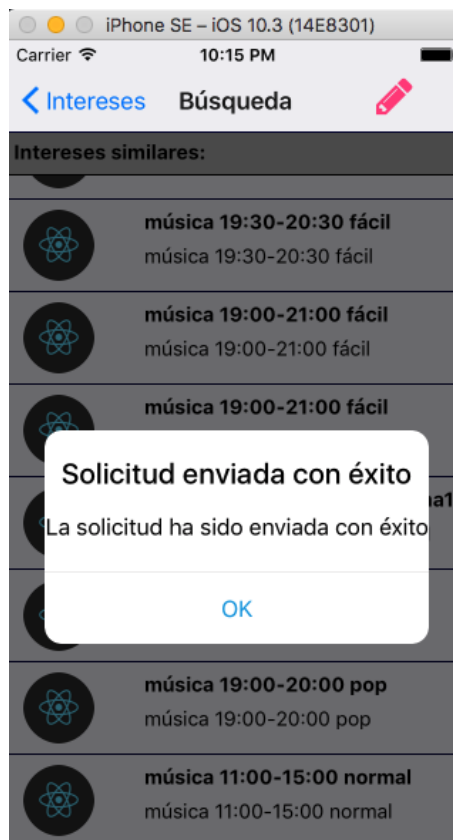 iPhone SE – iOS 10.3 (14E8301)
Carrier 10:15 PM
Intereses Búsqueda
Intereses similares:
música 19:30-20:30 fácil
música 19:30-20:30 fácil
música 19:00-21:00 fácil
música 19:00-21:00 fácil
música 19:00-21:00 fácil
Solicitud enviada con éxito
La solicitud ha sido enviada con éxito
OK
música 19:00-20:00 pop
música 19:00-20:00 pop
música 11:00-15:00 normal
música 11:00-15:00 normal